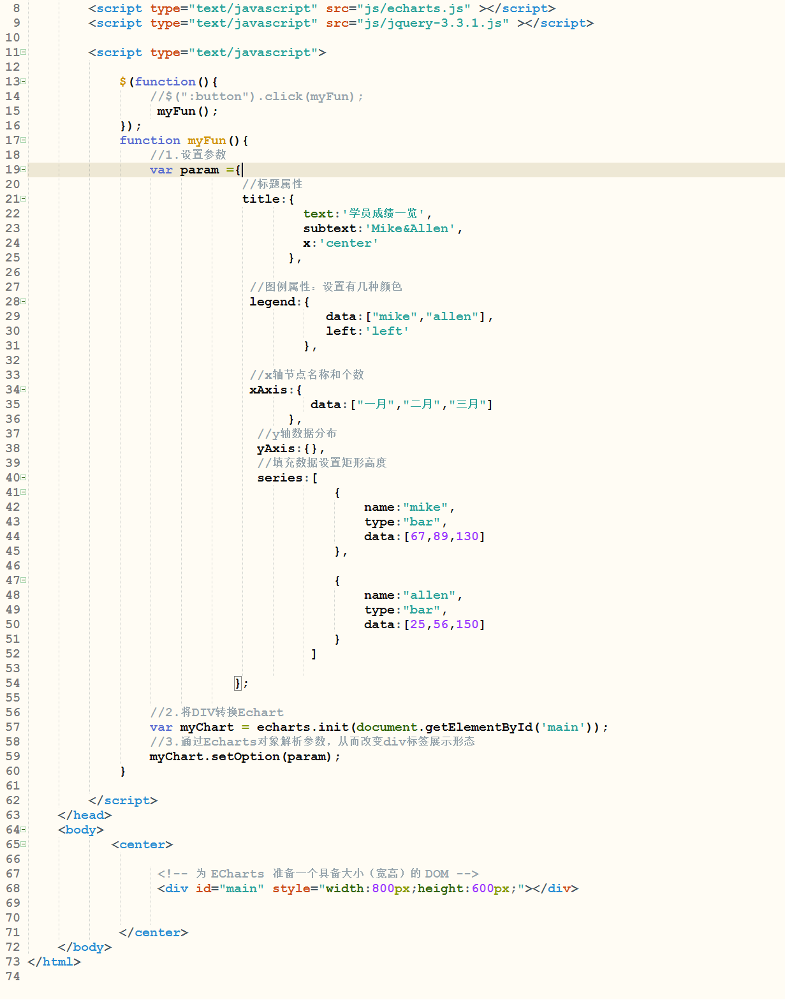 8 <script type="text/javascript" src="js/echarts.js" ></script>
9 <script type="text/javascript" src="js/jquery-3.3.1.js" ></script>
10
11 <script type="text/javascript">
12
13 $(function(){
14 //$(":button").click(myFun);
15 myFun();
16 });
17 function myFun(){
18 //1.设置参数
19 var param ={
20 //标题属性
21 title:{
22 text:'学员成绩一览',
23 subtext:'Mike&Allen',
24 x:'center'
25 },
26
27 //图例属性：设置有几种颜色
28 legend:{
29 data:["mike","allen"],
30 left:'left'
31 },
32
33 //x轴节点名称和个数
34 xAxis:{
35 data:["一月","二月","三月"]
36 },
37 //y轴数据分布
38 yAxis:{},
39 //填充数据设置矩形高度
40 series:[
41 {
42 name:"mike",
43 type:"bar",
44 data:[67,89,130]
45 },
46
47 {
48 name:"allen",
49 type:"bar",
50 data:[25,56,150]
51 }
52 ]
53
54 };
55
56 //2.将DIV转换Echart
57 var myChart = echarts.init(document.getElementById('main'));
58 //3.通过Echarts对象解析参数，从而改变div标签展示形态
59 myChart.setOption(param);
60 }
61
62 </script>
63 </head>
64 <body>
65 <center>
66
67 <!-- 为 ECharts 准备一个具备大小（宽高）的 DOM -->
68 <div id="main" style="width:800px;height:600px;"></div>
69
70
71 </center>
72 </body>
73 </html>
74